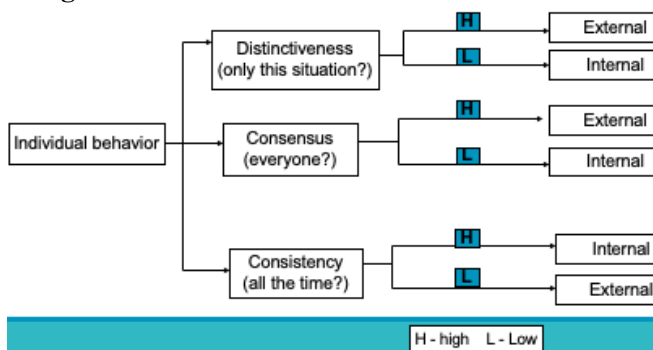 Individual behavior
Distinctiveness
(only this situation?)
H
External
L
Internal
Consensus
(everyone?)
H
External
L
Internal
Consistency
(all the time?)
H
Internal
L
External
H - high L - Low